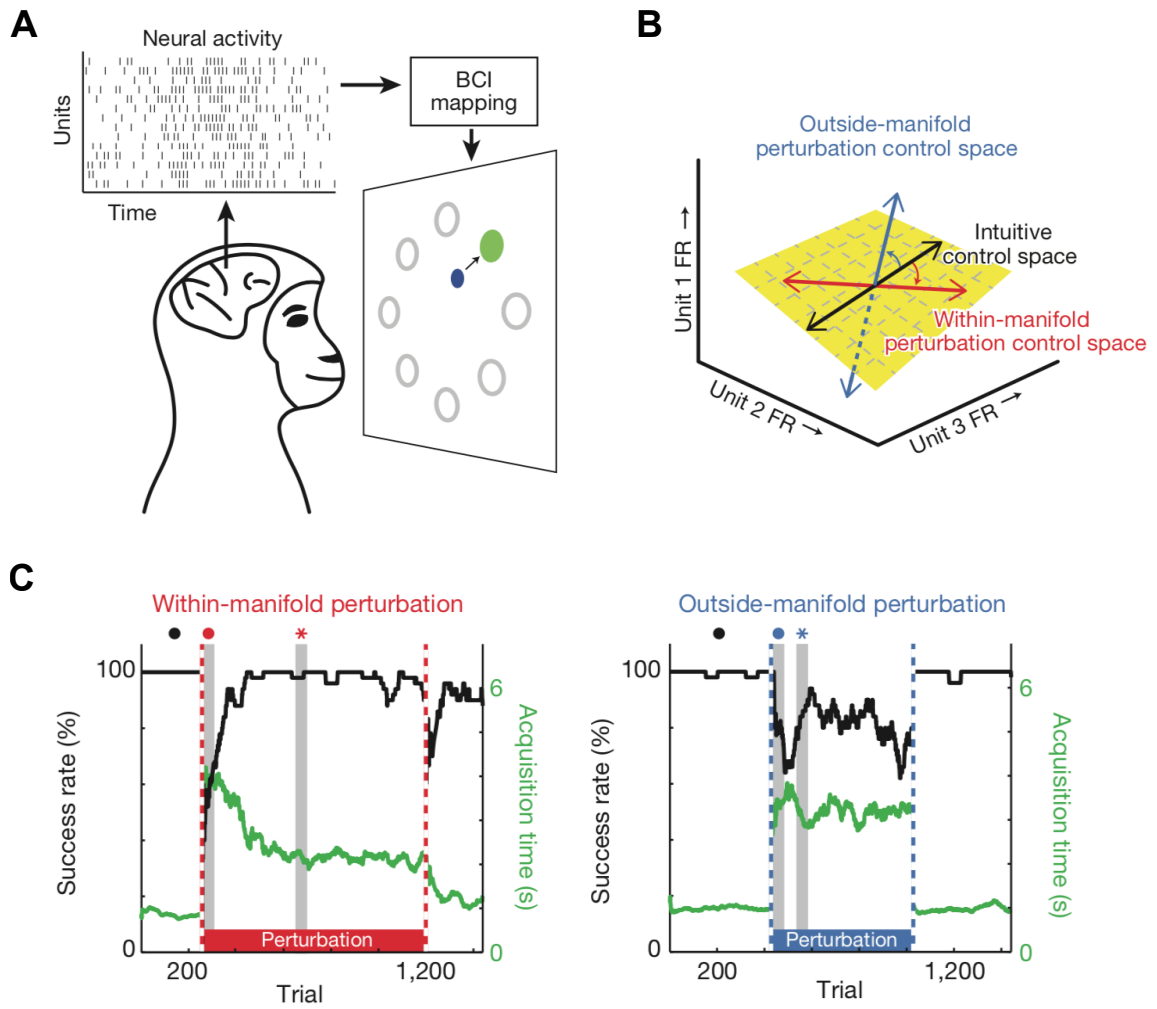 A
Neural activity
Units
Time
BCI
mapping
B
Outside-manifold
perturbation control space
Intuitive
control space
Within-manifold
perturbation control space
Unit 1 FR →
Unit 2 FR →
Unit 3 FR →
C
Within-manifold perturbation
*
100
0
Success rate (%)
6
0
Acquisition time (s)
Perturbation
200
1,200
Trial
Outside-manifold perturbation
*
100
0
Success rate (%)
6
0
Acquisition time (s)
Perturbation
200
1,200
Trial